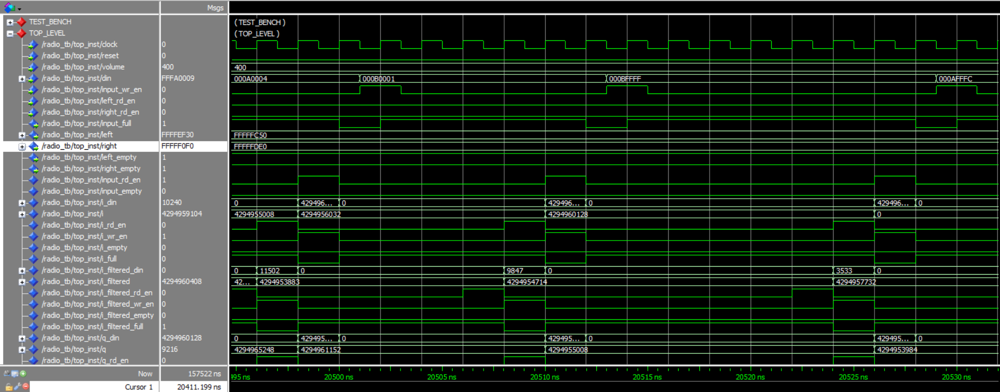 Msgs
TEST_BENCH (TEST_BENCH)
TOP_LEVEL (TOP_LEVEL)
/radio_tb/top_inst/clock 0
/radio_tb/top_inst/reset 0
/radio_tb/top_inst/volume 400 400
/radio_tb/top_inst/din FFFA0009 000A0004 000B0001 000BFFFF 000AFFFC
/radio_tb/top_inst/input_wr_en 0
/radio_tb/top_inst/left_rd_en 0
/radio_tb/top_inst/right_rd_en 0
/radio_tb/top_inst/input_full 1
/radio_tb/top_inst/left FFFFEF30 FFFFFC50
/radio_tb/top_inst/right FFFFF0F0 FFFFFDE0
/radio_tb/top_inst/left_empty 1
/radio_tb/top_inst/right_empty 1
/radio_tb/top_inst/input_rd_en 1
/radio_tb/top_inst/input_empty 0
/radio_tb/top_inst/i_din 10240 0 429496... 0 429496... 0 429496... 0
/radio_tb/top_inst/i 4294959104 4294955008 4294956032 4294960128 0
/radio_tb/top_inst/i_rd_en 0
/radio_tb/top_inst/i_wr_en 1
/radio_tb/top_inst/i_empty 0
/radio_tb/top_inst/i_full 0
/radio_tb/top_inst/i_filtered_din 0 0 11502 0 9847 0 3533 0
/radio_tb/top_inst/i_filtered 4294960408 42... 4294953883 4294954714 4294957732
/radio_tb/top_inst/i_filtered_rd_en 0
/radio_tb/top_inst/i_filtered_wr_en 0
/radio_tb/top_inst/i_filtered_empty 0
/radio_tb/top_inst/i_filtered_full 1
/radio_tb/top_inst/q_din 4294960128 0 429495... 0 429495... 0 429495... 0
/radio_tb/top_inst/q 9216 4294965248 4294961152 4294955008 4294953984
/radio_tb/top_inst/q_rd_en 0
Now 157522 ns 495 ns 20500 ns 20505 ns 20510 ns 20515 ns 20520 ns 20525 ns 20530 ns
Cursor 1 20411.199 ns